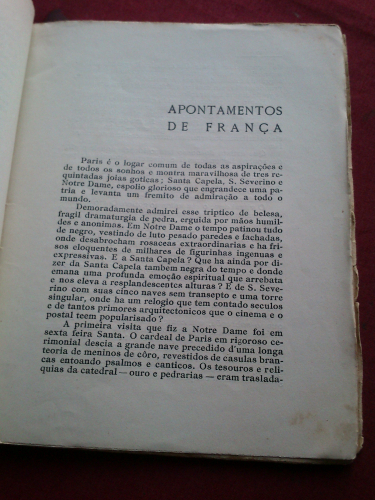 APONTAMENTOS
DE FRANÇA
Paris é o logar comum de todas as aspirações e
de todos os sonhos e montra maravilhosa de tres re-
quintadas joias goticas; Santa Capela, S. Severino e
Notre Dame, espolio glorioso que engrandece uma pa-
tria e levanta um fremito de admiração a todo o
mundo.
Demoradamente admirei esse triptico de belesa,
fragil dramaturgia de pedra, erguida por mãos humil-
des e anonimas. Em Notre Dame o tempo patinou tudo
de negro, vestindo de luto pesado paredes e fachadas,
onde desabrocham rosaceas extraordinarias e ha fri-
sos eloquentes de milhares de figurinhas ingenuas e
expressivas. E a Santa Capela? Que ha ainda por di-
zer da Santa Capela tambem negra do tempo e donde
emana uma profunda emoção espiritual que arrebata
e nos eleva a resplandescentes alturas? E de S. Seve-
rino com suas cinco naves sem transepto e uma torre
singular, onde ha um relogio que tem contado seculos
e de tantos primores arquitectonicos que o cinema e o
postal teem popularisado?
A primeira visita que fiz a Notre Dame foi em
sexta feira Santa. O cardeal de Paris em rigoroso ce-
rimonial descia a grande nave precedido d'uma longa
teoria de meninos de côro, revestidos de casulas bran-
cas entoando psalmos e canticos. Os tesouros e reli-
quias da catedral — ouro e pedrarias — eram traslada-